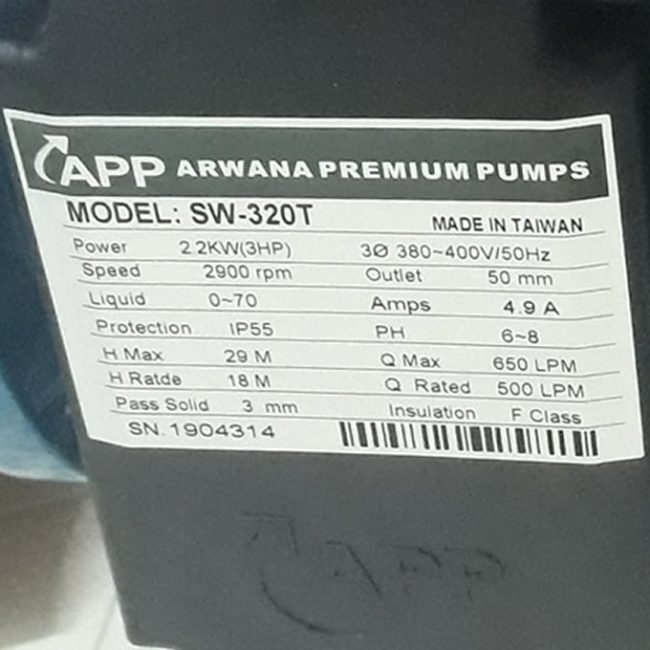 APP ARWANA PREMIUM PUMPS
MODEL: SW-320T MADE IN TAIWAN
Power 2.2KW(3HP) 3Ø 380~400V/50Hz
Speed 2900 rpm Outlet 50 mm
Liquid 0~70 Amps 4.9 A
Protection IP55 PH 6~8
H Max 29 M Q Max 650 LPM
H Ratde 18 M Q Rated 500 LPM
Pass Solid 3 mm Insulation F Class
SN.1904314